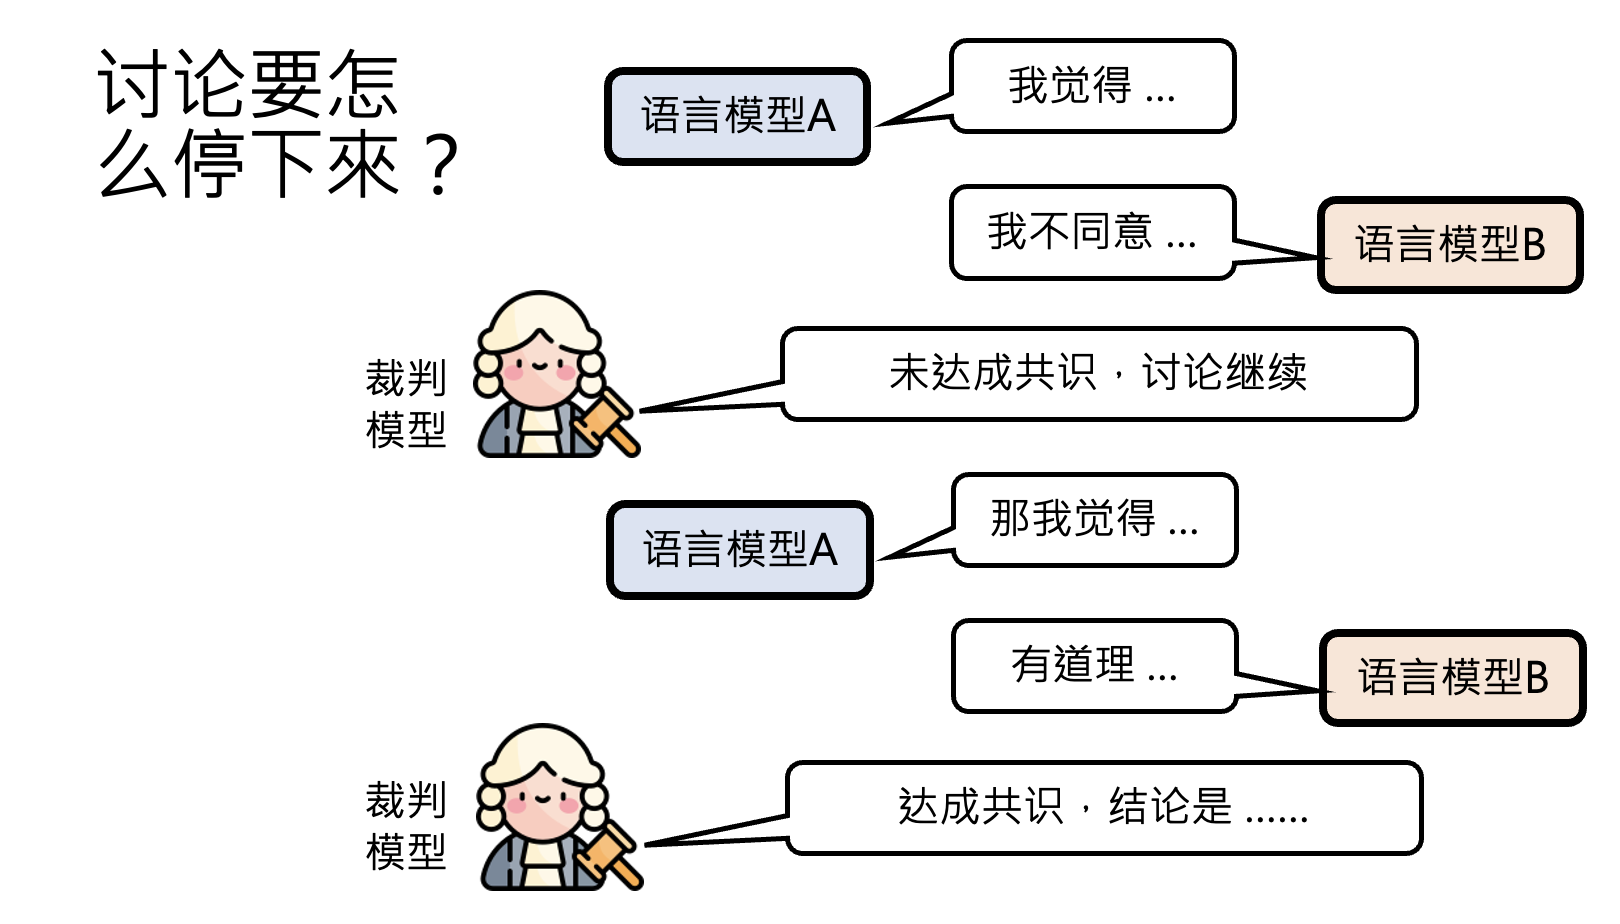 讨论要怎
么停下來？
语言模型A
我觉得 ...
我不同意 ...
语言模型B
裁判
模型
未达成共识，讨论继续
语言模型A
那我觉得 ...
有道理 ...
语言模型B
裁判
模型
达成共识，结论是 ......